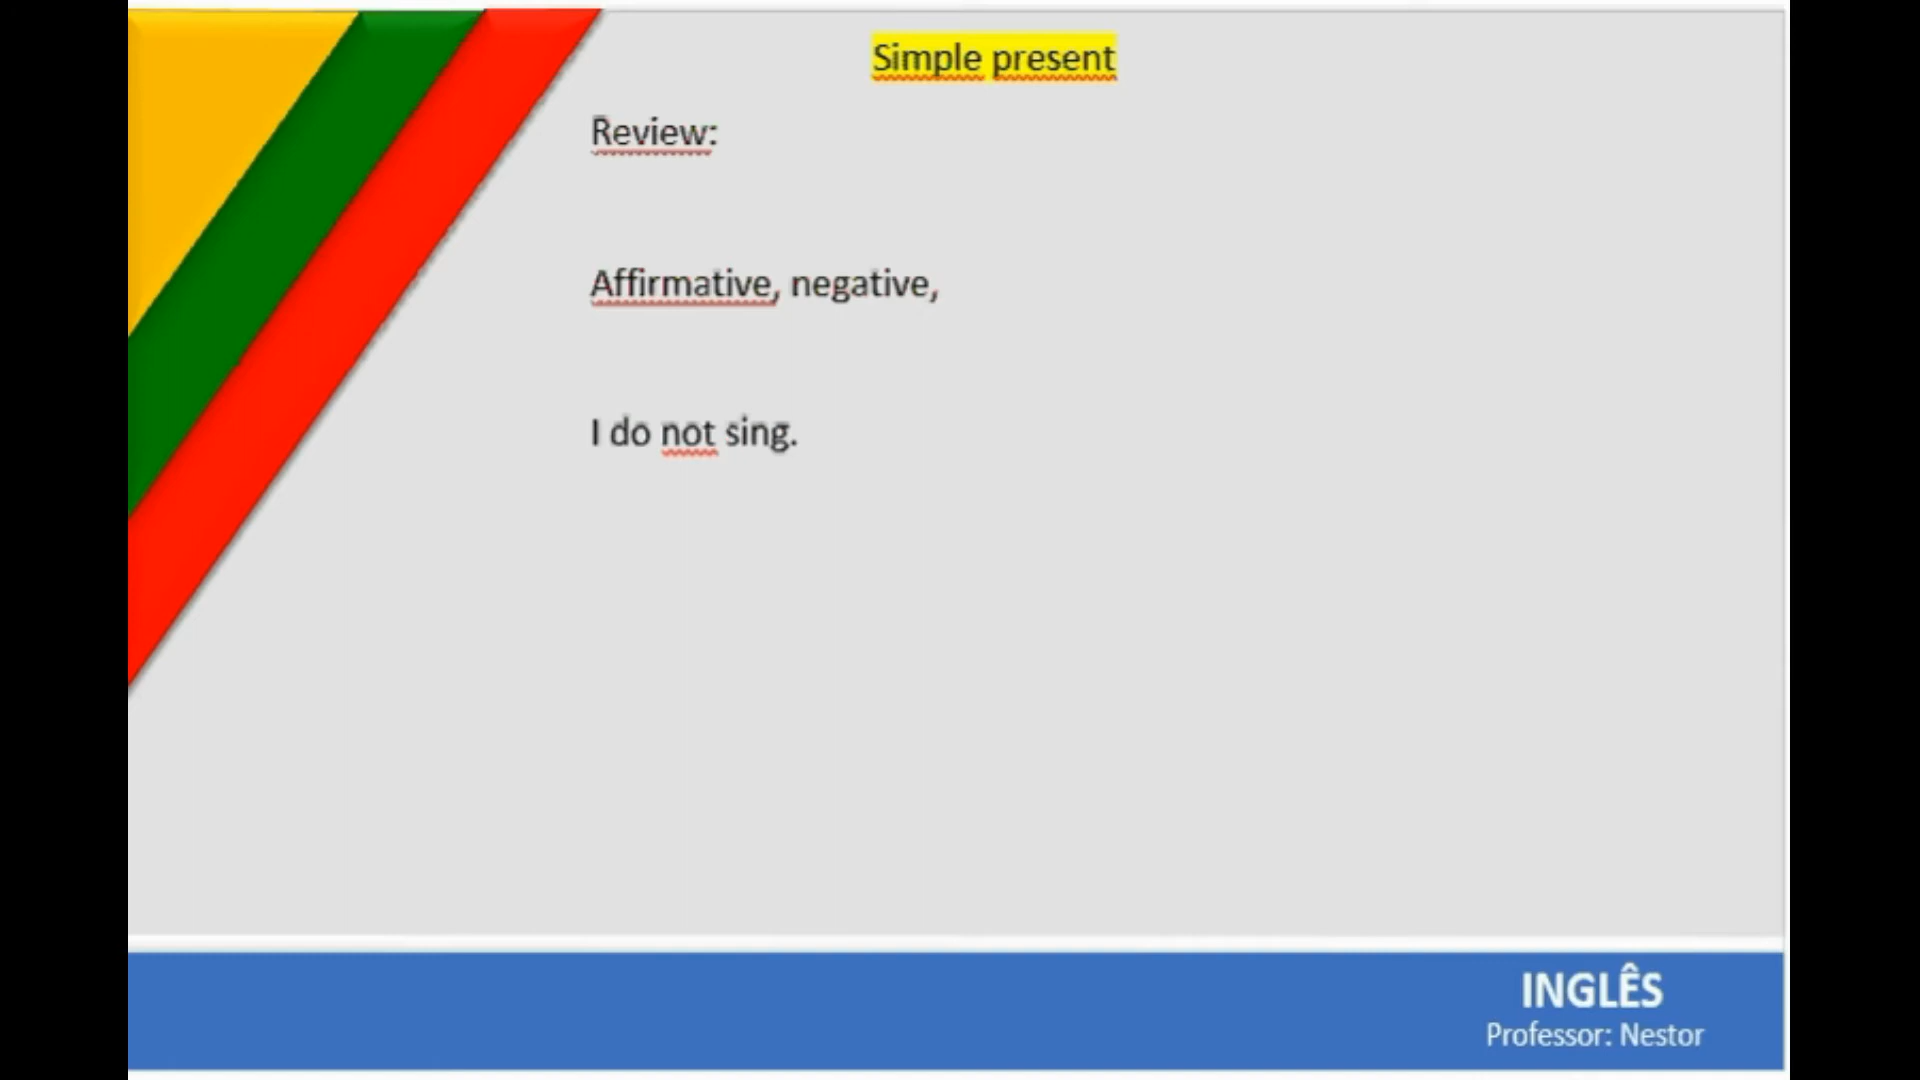 Simple present
Review:
Affirmative, negative,
I do not sing.
INGLÊS
Professor: Nestor